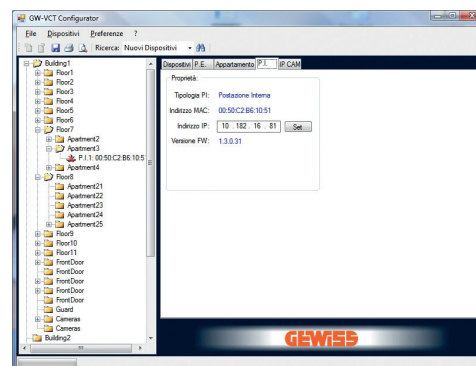 GW-VCT Configurator
File Dispositivi Preferenze ?
Ricerca: Nuovi Dispositivi
Building1
Floor1
Floor2
Floor3
Floor4
Floor5
Floor6
Floor7
Apartment2
Apartment3
P.I.1: 00:50:C2:B6:10:5
Apartment4
Floor8
Apartment21
Apartment22
Apartment23
Apartment24
Apartment25
Floor9
Floor10
Floor11
FrontDoor
FrontDoor
FrontDoor
FrontDoor
Guard
Cameras
Cameras
Building2
Dispositivi P.E. Appartamento P.I. IP CAM
Proprietà:
Tipologia PI: Postazione Interna
Indirizzo MAC: 00:50:C2:B6:10:51
Indirizzo IP: 10 . 182 . 16 . 81 Set
Versione FW: 1.3.0.31
GEWISS